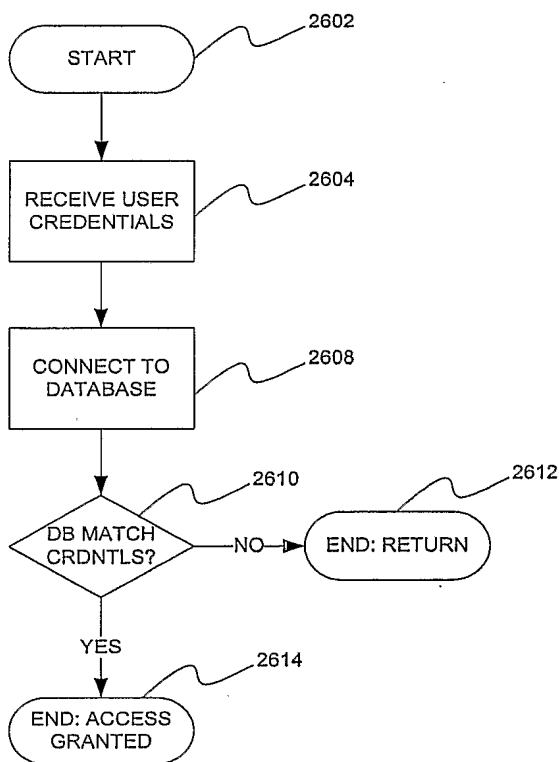 2602
START
2604
RECEIVE USER
CREDENTIALS
2608
CONNECT TO
DATABASE
2610
2612
DB MATCH
CRDNTLS?
NO
END: RETURN
YES
2614
END: ACCESS
GRANTED